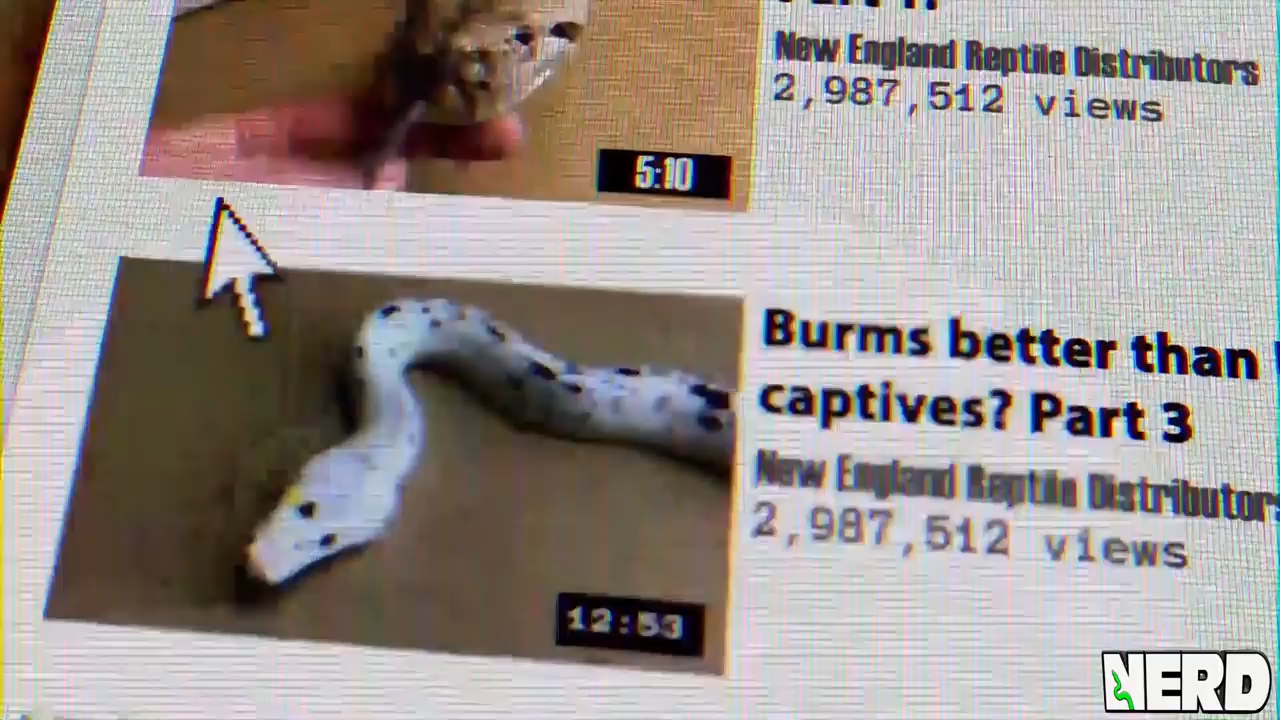 New England Reptile Distributors
2,987,512 views
5:10
Burms better than
captives? Part 3
New England Reptile Distributors
2,987,512 views
12:53
NERD